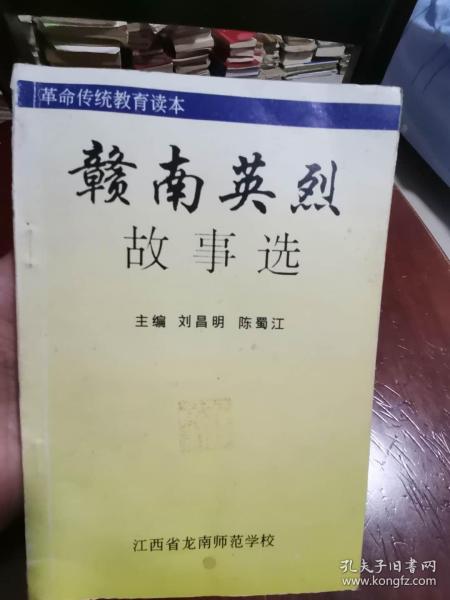 革命传统教育读本
赣南英烈
故事选
主编 刘昌明 陈蜀江
江西省龙南师范学校
孔夫子旧书网
www.kongfz.com